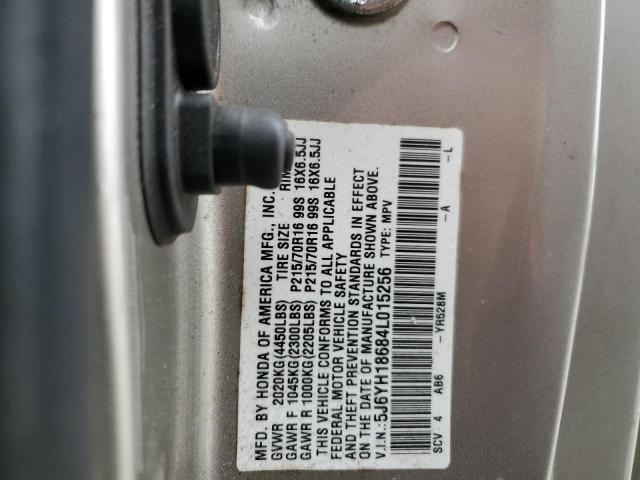 MFD. BY HONDA OF AMERICA MFG., INC.
GVWR 2020KG(4450LBS) TIRE SIZE RIM
GAWR F 1045KG(2300LBS) P215/70R16 99S 16X6.5JJ
GAWR R 1000KG(2205LBS) P215/70R16 99S 16X6.5JJ
THIS VEHICLE CONFORMS TO ALL APPLICABLE
FEDERAL MOTOR VEHICLE SAFETY
AND THEFT PREVENTION STANDARDS IN EFFECT
ON THE DATE OF MANUFACTURE SHOWN ABOVE.
V.I.N.: 5J6YH18684L015256 TYPE: MPV
SCV 4 AB6 -YR528M -A -L